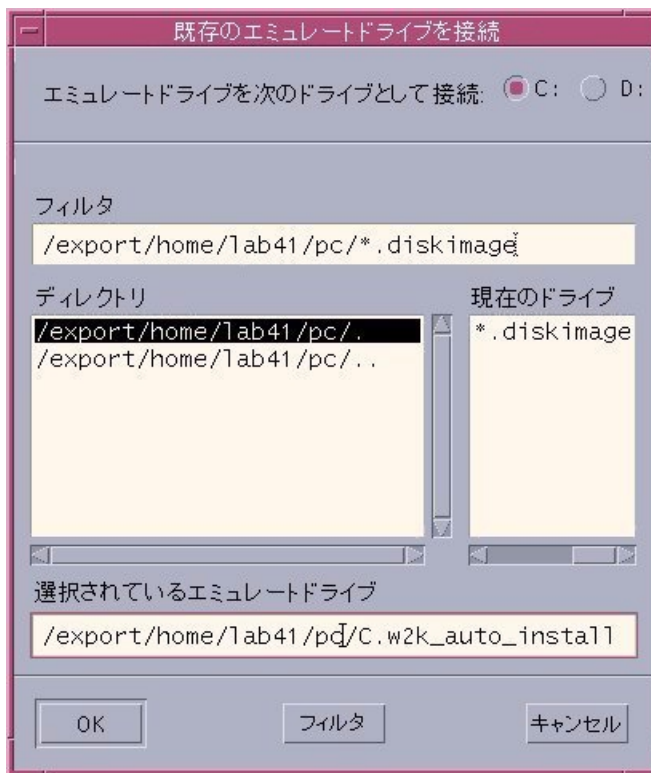 既存のエミュレートドライブを接続
エミュレートドライブを次のドライブとして接続: C: D:
フィルタ
/export/home/lab41/pc/*.diskimage
ディレクトリ
/export/home/lab41/pc/.
/export/home/lab41/pc/..
現在のドライブ
*.diskimage
選択されているエミュレートドライブ
/export/home/lab41/pc/C.w2k_auto_install
OK
フィルタ
キャンセル